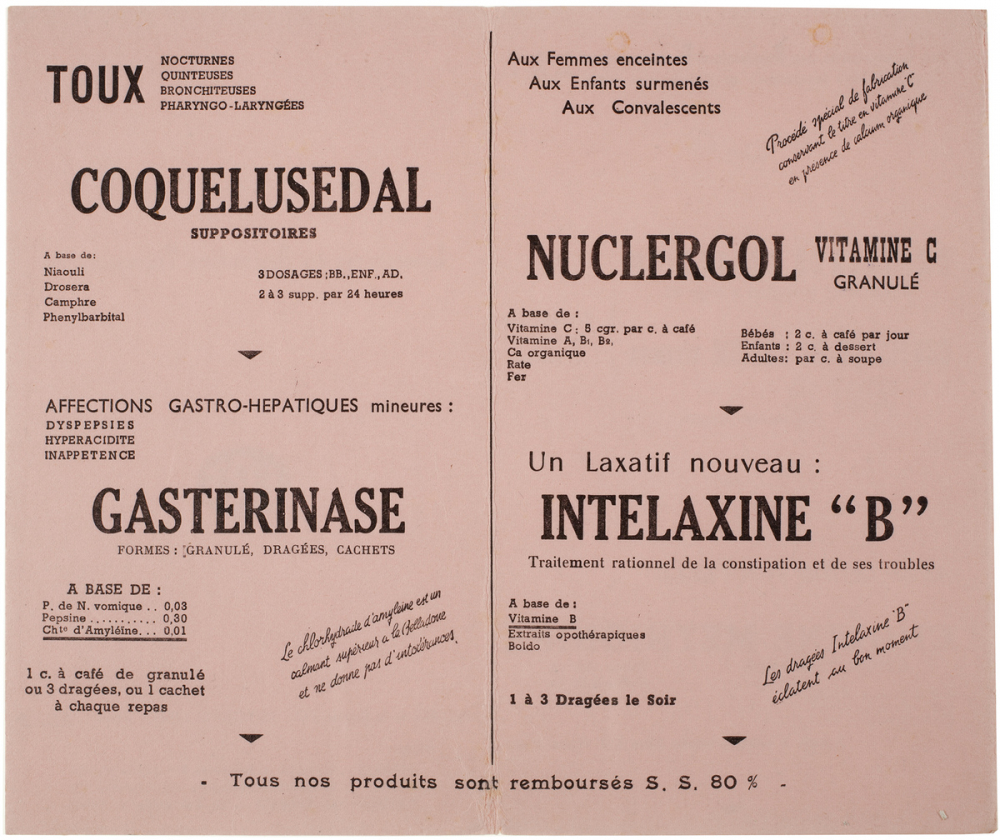 TOUX
NOCTURNES
QUINTEUSES
BRONCHITEUSES
PHARYNGO-LARYNGÉES
COQUELUSEDAL
SUPPOSITOIRES
A base de:
Niaouli
Drosera
Camphre
Phenylbarbital
3 DOSAGES ; BB., ENF., AD.
2 à 3 supp. par 24 heures
AFFECTIONS GASTRO-HEPATIQUES mineures :
DYSPEPSIES
HYPERACIDITE
INAPPETENCE
GASTERINASE
FORMES : GRANULÉ, DRAGÉES, CACHETS
A BASE DE :
P. de N. vomique . . 0,03
Pepsine . . . . . . . . . . . 0,30
Chte d'Amyléïne. . . 0,01
Le chlorhydrate d'amyleïne est un
calmant supérieur a la Belladove
et ne donne pas d'intolérances.
1 c. à café de granulé
ou 3 dragées, ou 1 cachet
à chaque repas
Aux Femmes enceintes
Aux Enfants surmenés
Aux Convalescents
Procédé spécial de fabrication
conservant le titre en vitamine "C"
en présence de calcium organique
NUCLERGOL VITAMINE C
GRANULÉ
A base de :
Vitamine C : 5 cgr. par c. à café
Vitamine A, B1, B2,
Ca organique
Rate
Fer
Bébés : 2 c. à café par jour
Enfants : 2 c. à dessert
Adultes: par c. à soupe
Un Laxatif nouveau :
INTELAXINE “B”
Traitement rationnel de la constipation et de ses troubles
A base de :
Vitamine B
Extraits opothérapiques
Boldo
Les dragées Intelaxine "B"
éclatent au bon moment
1 à 3 Dragées le Soir
- Tous nos produits sont remboursés S. S. 80 % -